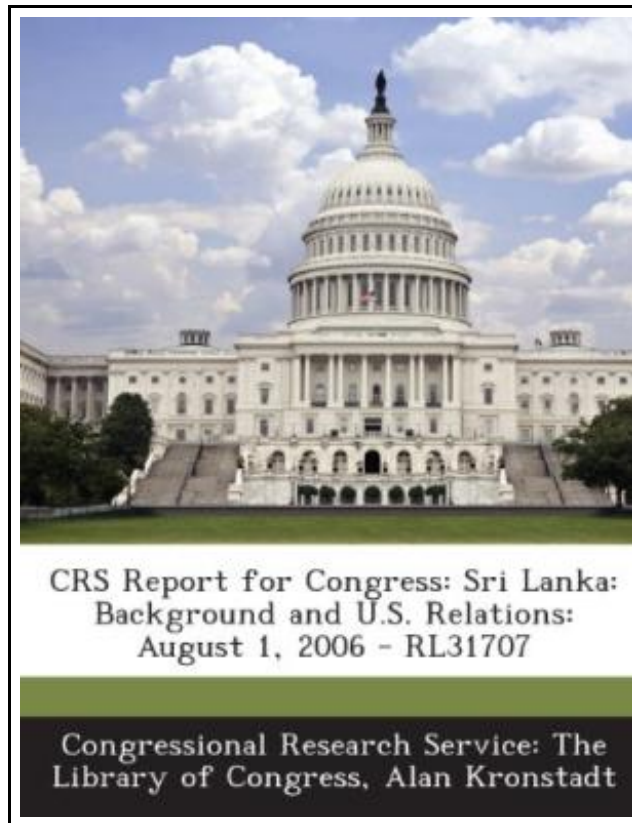 CRS Report for Congress: Sri Lanka:
Background and U.S. Relations:
August 1, 2006 - RL31707
Congressional Research Service: The
Library of Congress, Alan Kronstadt